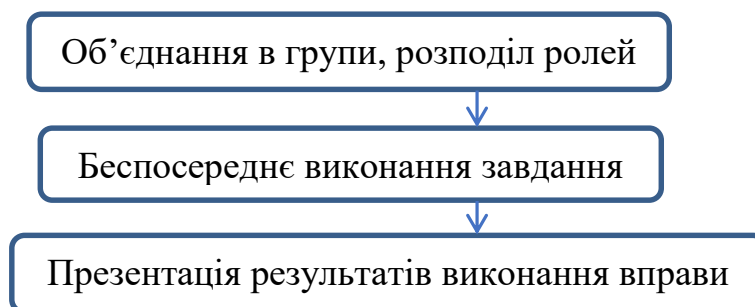 Об’єднання в групи, розподіл ролей
Беспосереднє виконання завдання
Презентація результатів виконання вправи